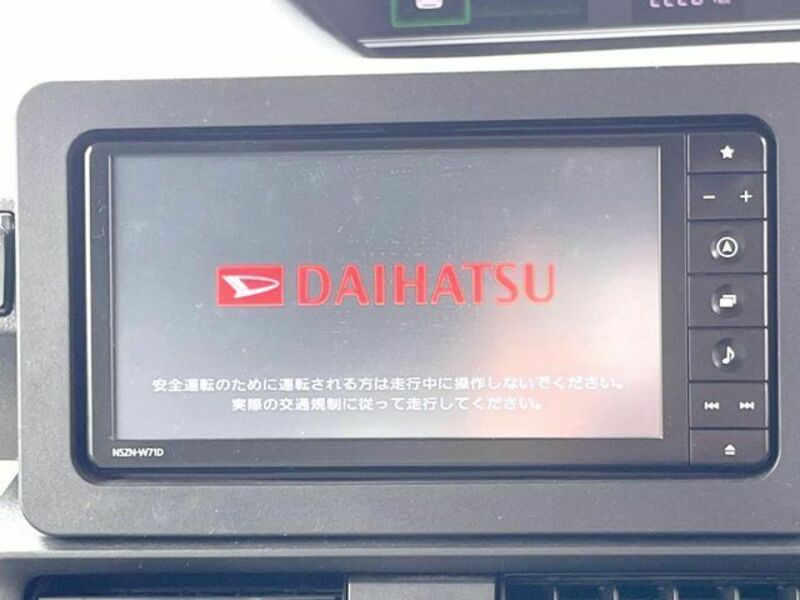 DAIHATSU
安全運転のために運転される方は走行中に操作しないでください。
実際の交通規制に従って走行してください。
NSZN-W71D